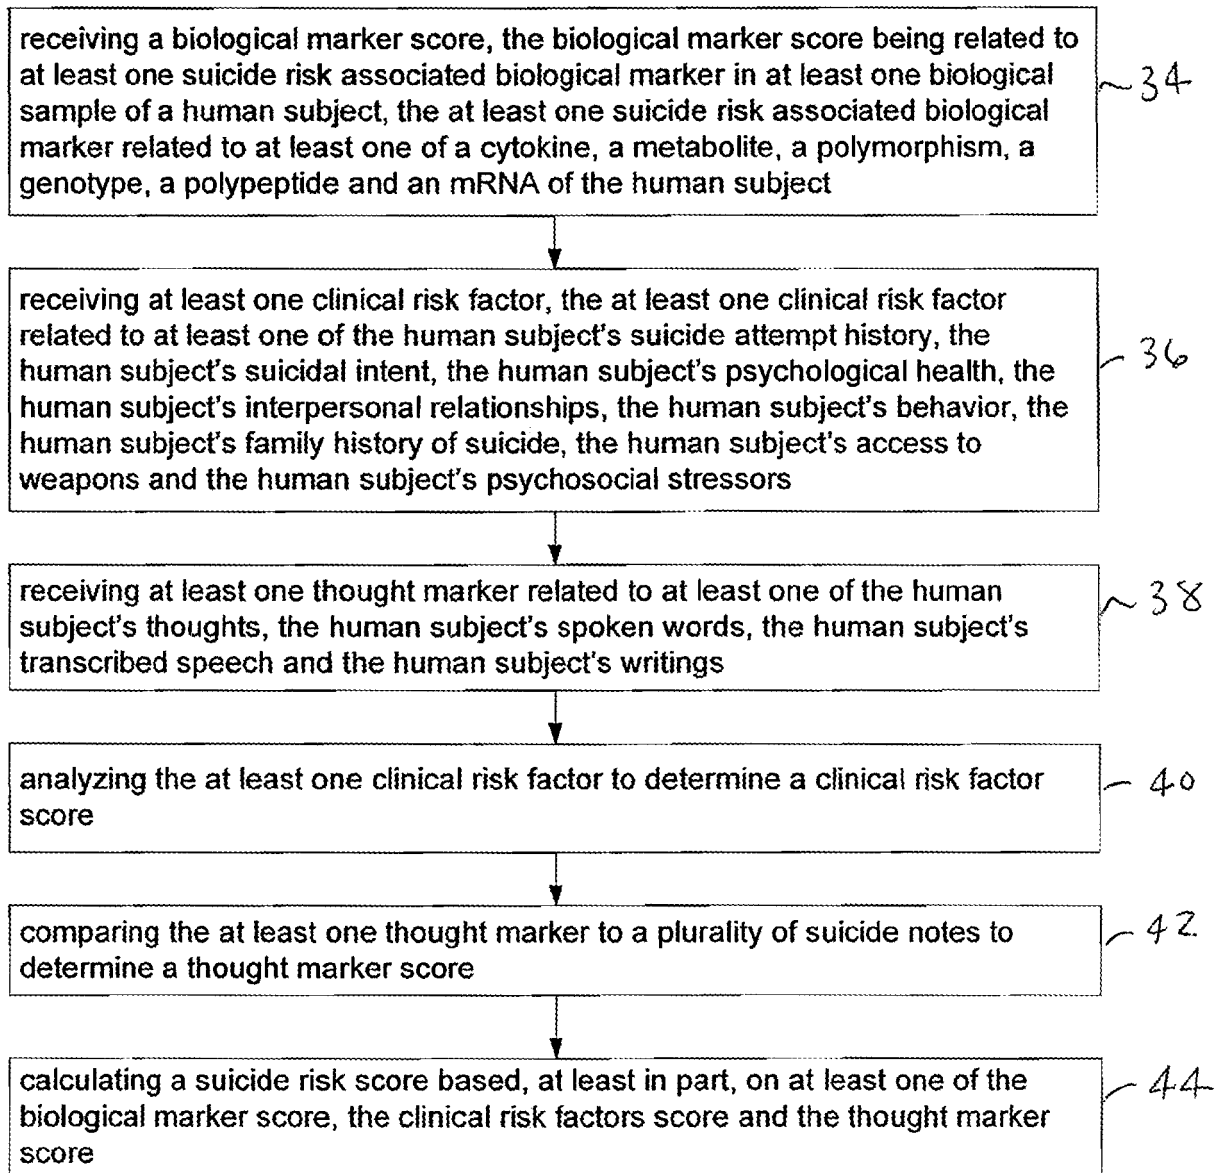 receiving a biological marker score, the biological marker score being related to
at least one suicide risk associated biological marker in at least one biological
sample of a human subject, the at least one suicide risk associated biological
marker related to at least one of a cytokine, a metabolite, a polymorphism, a
genotype, a polypeptide and an mRNA of the human subject
34
receiving at least one clinical risk factor, the at least one clinical risk factor
related to at least one of the human subject's suicide attempt history, the
human subject's suicidal intent, the human subject's psychological health, the
human subject's interpersonal relationships, the human subject's behavior, the
human subject's family history of suicide, the human subject's access to
weapons and the human subject's psychosocial stressors
36
receiving at least one thought marker related to at least one of the human
subject's thoughts, the human subject's spoken words, the human subject's
transcribed speech and the human subject's writings
38
analyzing the at least one clinical risk factor to determine a clinical risk factor
score
40
comparing the at least one thought marker to a plurality of suicide notes to
determine a thought marker score
42
calculating a suicide risk score based, at least in part, on at least one of the
biological marker score, the clinical risk factors score and the thought marker
score
44